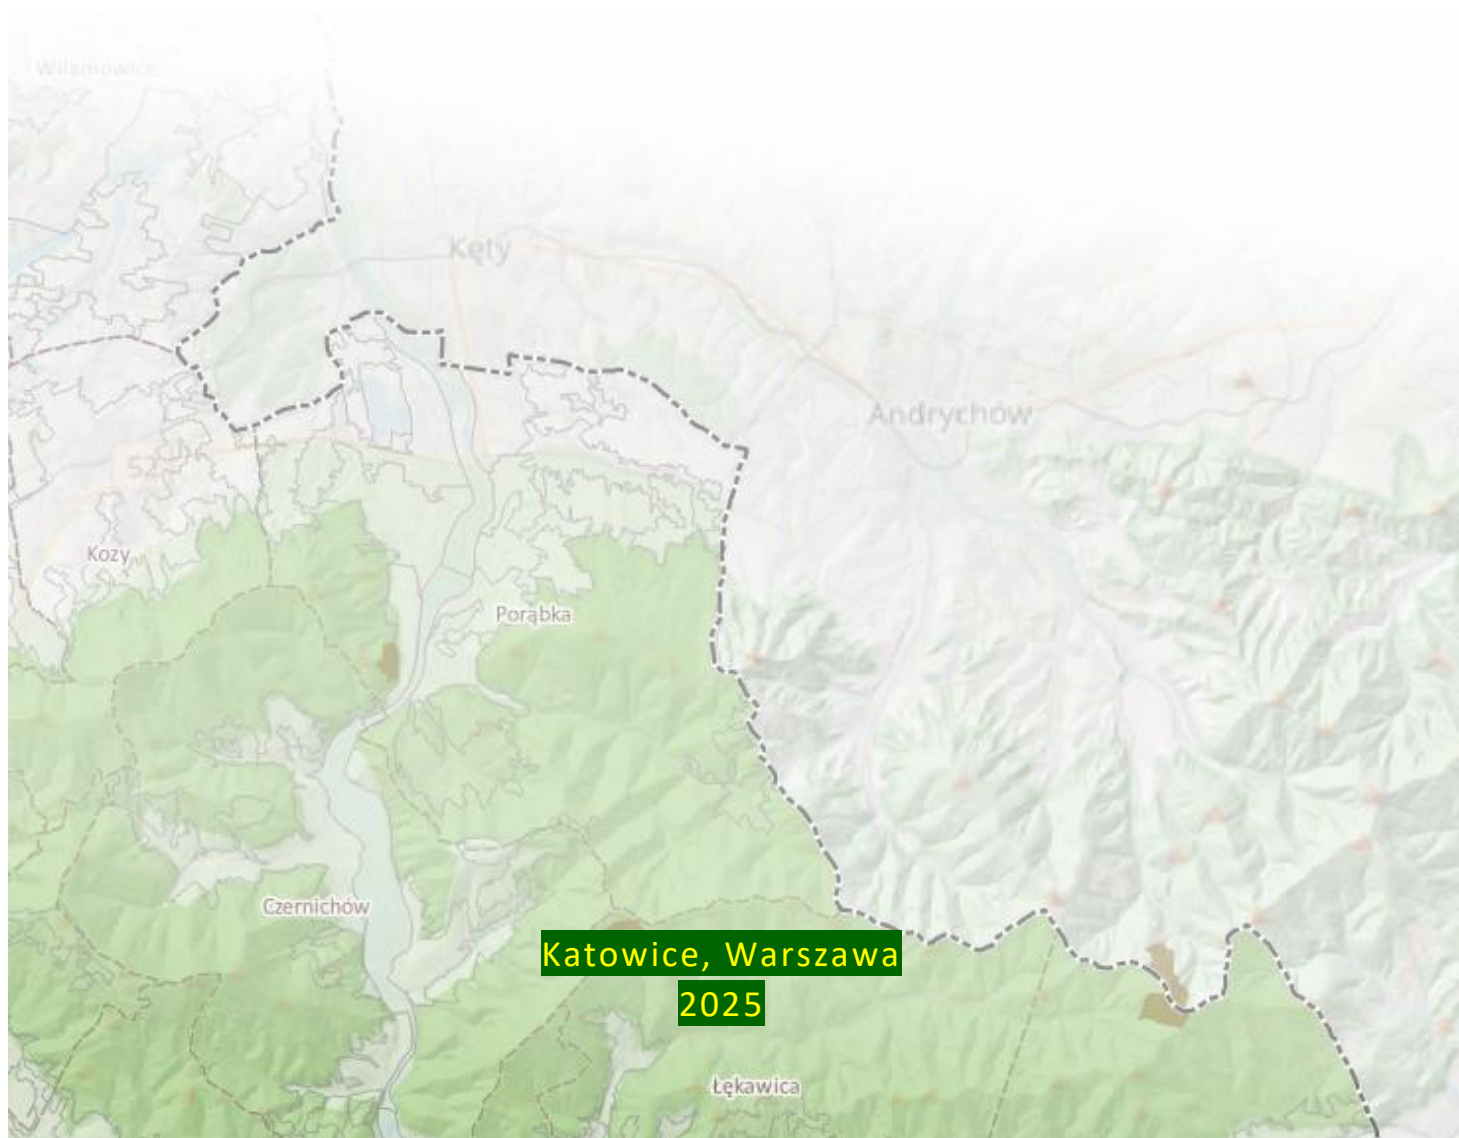 Wilamowice
Kęty
Andrychów
52
Kozy
Porąbka
Czernichów
Katowice, Warszawa
2025
Łękawica